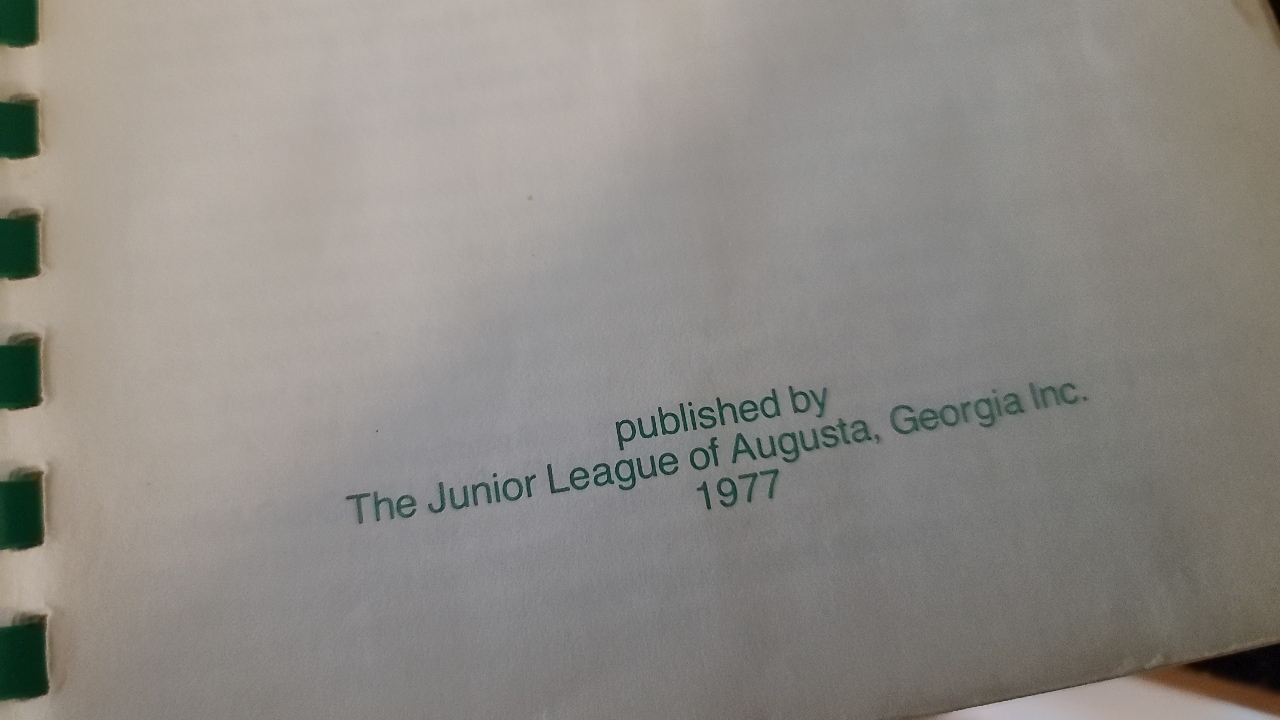 published by
The Junior League of Augusta, Georgia Inc.
1977